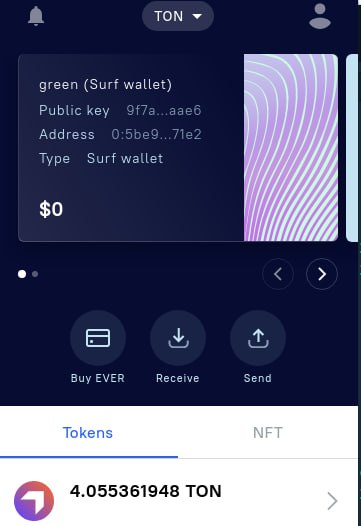 TON
green (Surf wallet)
Public key 9f7a...aae6
Address 0:5be9...71e2
Type Surf wallet
$0
Buy EVER Receive Send
Tokens NFT
4.055361948 TON